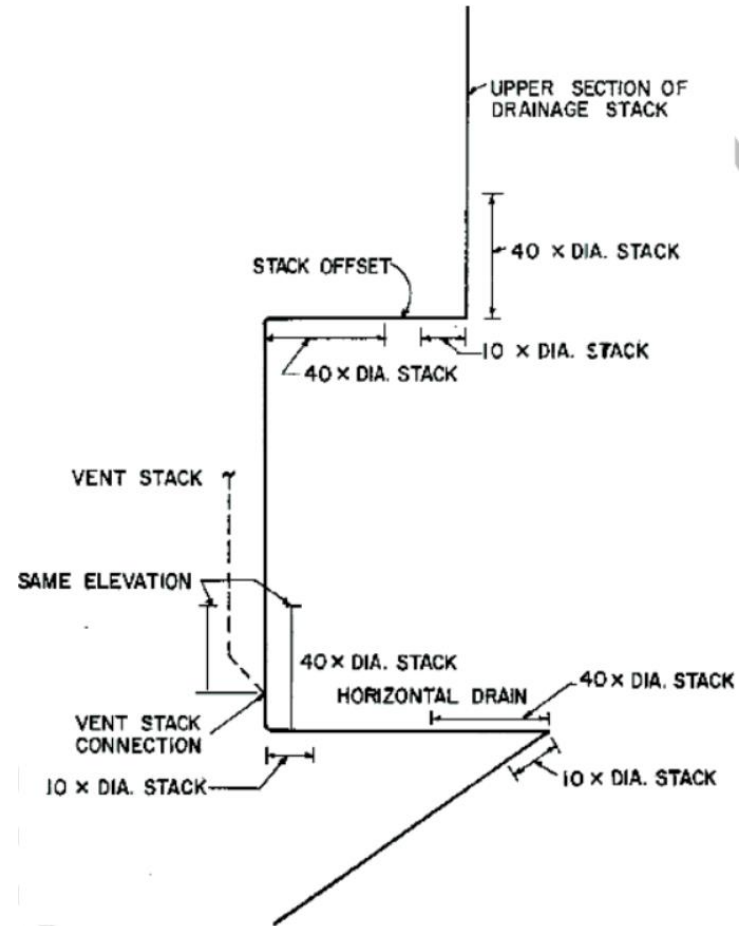 UPPER SECTION OF
DRAINAGE STACK
40 × DIA. STACK
STACK OFFSET
10 × DIA. STACK
40 × DIA. STACK
VENT STACK
SAME ELEVATION
40 × DIA. STACK
40 × DIA. STACK
HORIZONTAL DRAIN
VENT STACK
CONNECTION
10 × DIA. STACK
10 × DIA. STACK